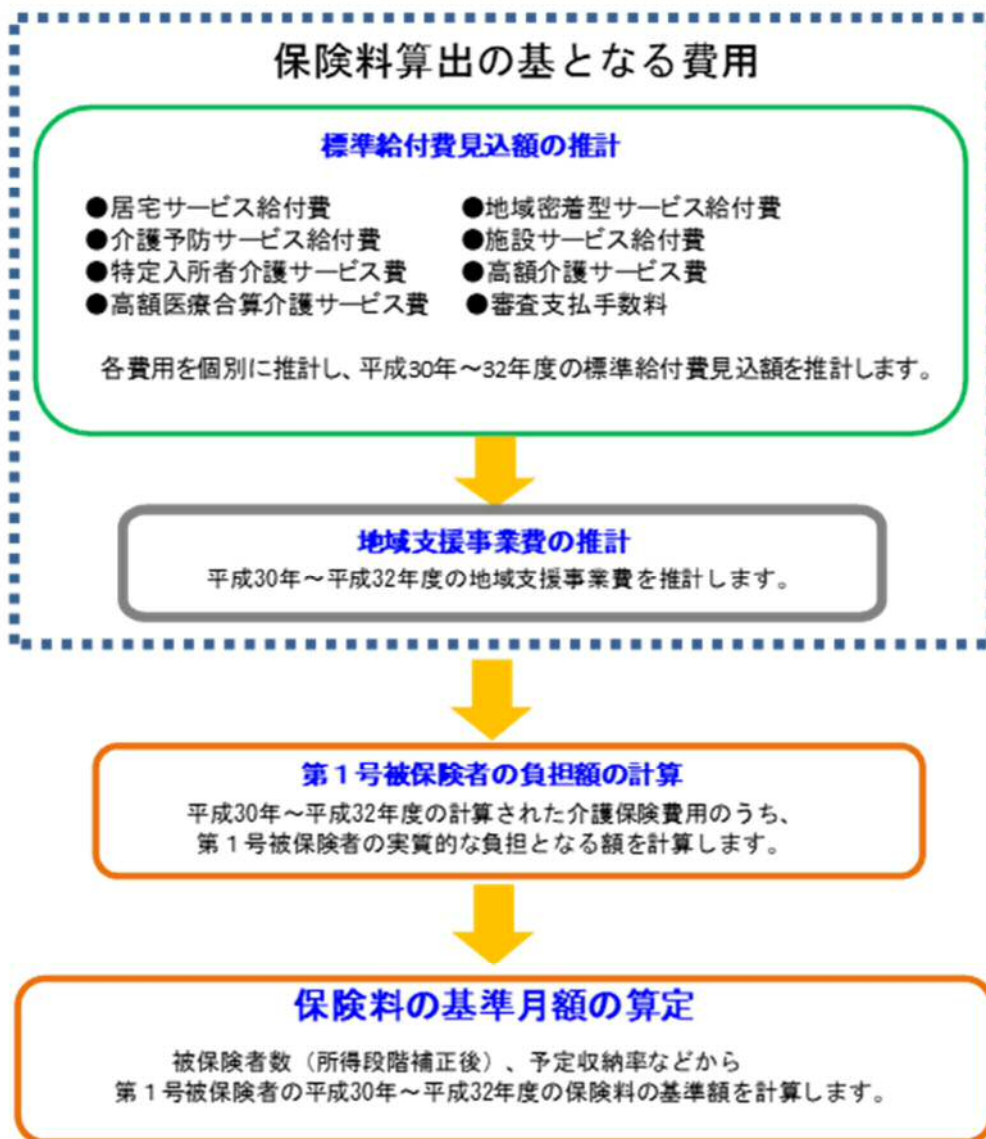 保険料算出の基となる費用
標準給付費見込額の推計
●居宅サービス給付費
●地域密着型サービス給付費
●介護予防サービス給付費
●施設サービス給付費
●特定入所者介護サービス費
●高額介護サービス費
●高額医療合算介護サービス費
●審査支払手数料
各費用を個別に推計し、平成30年～32年度の標準給付費見込額を推計します。
地域支援事業費の推計
平成30年～平成32年度の地域支援事業費を推計します。
第１号被保険者の負担額の計算
平成30年～平成32年度の計算された介護保険費用のうち、
第１号被保険者の実質的な負担となる額を計算します。
保険料の基準月額の算定
被保険者数（所得段階補正後）、予定収納率などから
第１号被保険者の平成30年～平成32年度の保険料の基準額を計算します。